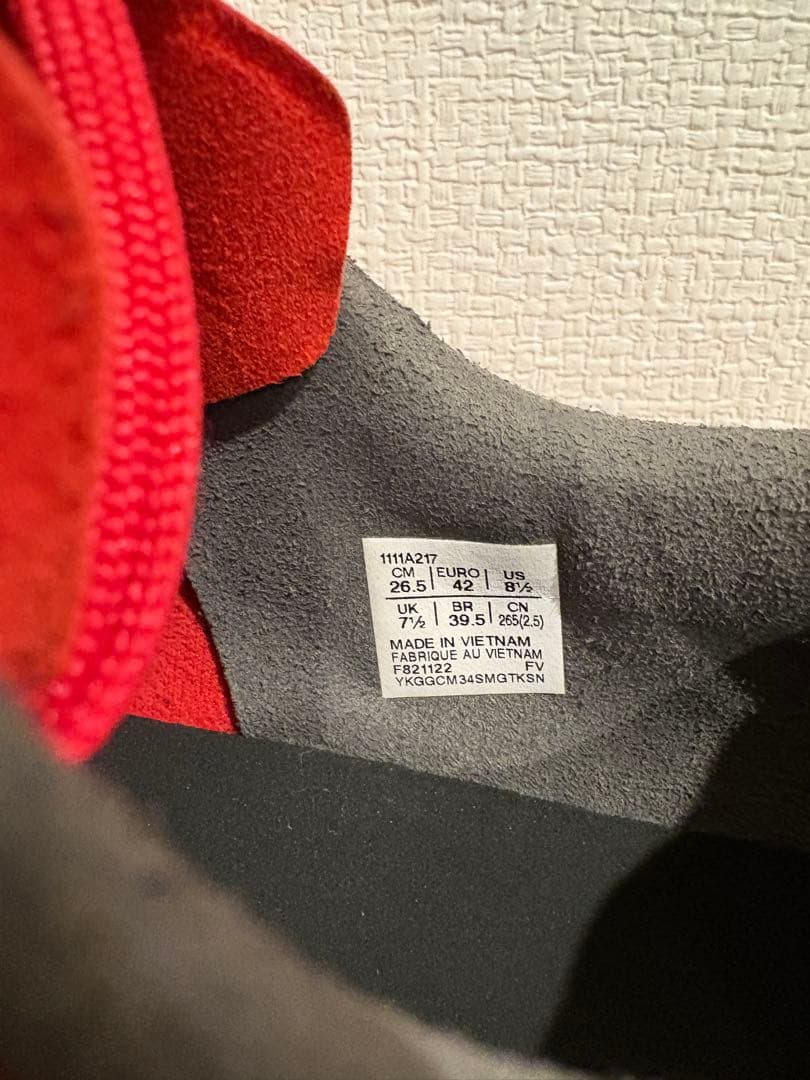 1111A217
CM EURO US
26.5 42 8½
UK BR CN
7½ 39.5 265(2.5)
MADE IN VIETNAM
FABRIQUE AU VIETNAM
F821122 FV
YKGGCM34SMGTKSN